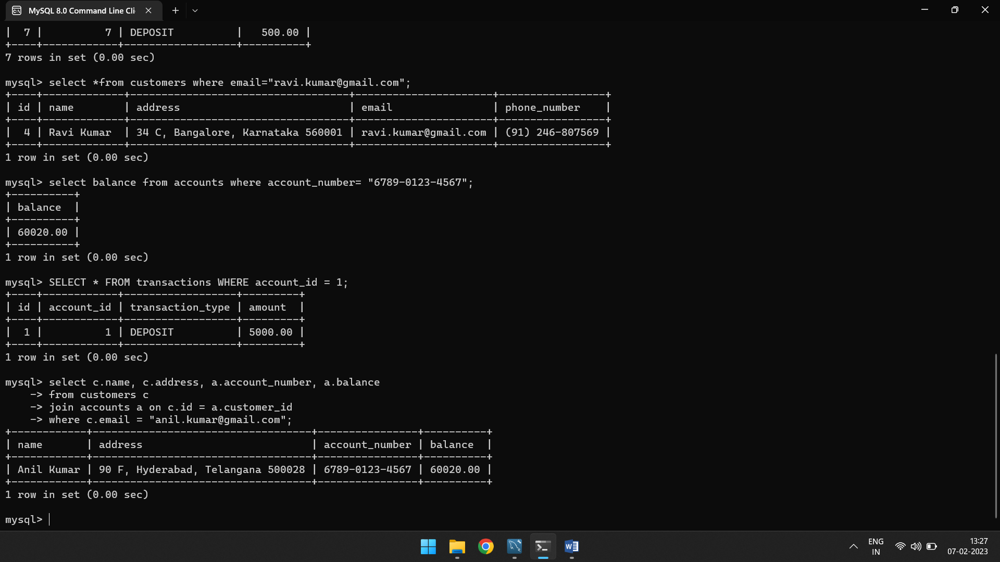 MySQL 8.0 Command Line Cli
|  7 |          7 | DEPOSIT          |   500.00 |
+----+------------+------------------+----------+
7 rows in set (0.00 sec)
mysql> select *from customers where email="ravi.kumar@gmail.com";
+----+-------------+-----------------------------------+----------------------+-----------------+
| id | name        | address                           | email                | phone_number    |
+----+-------------+-----------------------------------+----------------------+-----------------+
|  4 | Ravi Kumar  | 34 C, Bangalore, Karnataka 560001 | ravi.kumar@gmail.com | (91) 246-807569 |
+----+-------------+-----------------------------------+----------------------+-----------------+
1 row in set (0.00 sec)
mysql> select balance from accounts where account_number= "6789-0123-4567";
+----------+
| balance  |
+----------+
| 60020.00 |
+----------+
1 row in set (0.00 sec)
mysql> SELECT * FROM transactions WHERE account_id = 1;
+----+------------+------------------+---------+
| id | account_id | transaction_type | amount  |
+----+------------+------------------+---------+
|  1 |          1 | DEPOSIT          | 5000.00 |
+----+------------+------------------+---------+
1 row in set (0.00 sec)
mysql> select c.name, c.address, a.account_number, a.balance
    -> from customers c
    -> join accounts a on c.id = a.customer_id
    -> where c.email = "anil.kumar@gmail.com";
+------------+-----------------------------------+----------------+----------+
| name       | address                           | account_number | balance  |
+------------+-----------------------------------+----------------+----------+
| Anil Kumar | 90 F, Hyderabad, Telangana 500028 | 6789-0123-4567 | 60020.00 |
+------------+-----------------------------------+----------------+----------+
1 row in set (0.00 sec)
mysql>
ENG
IN
13:27
07-02-2023